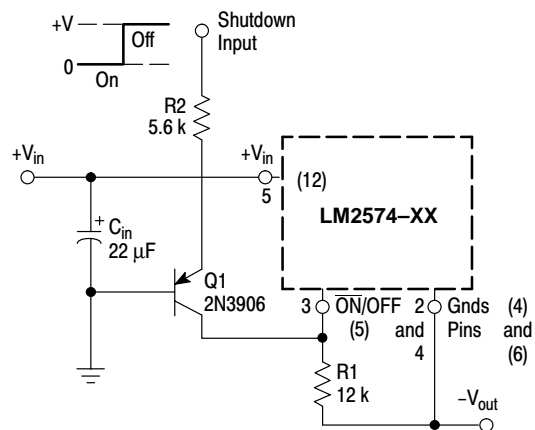 +V
Off
0
On
Shutdown
Input
R2
5.6 k
+Vin
+Vin
5
(12)
LM2574–XX
+
Cin
22 µF
Q1
2N3906
3
ON/OFF
(5)
2
and
4
Gnds
Pins
(4)
and
(6)
R1
12 k
–Vout